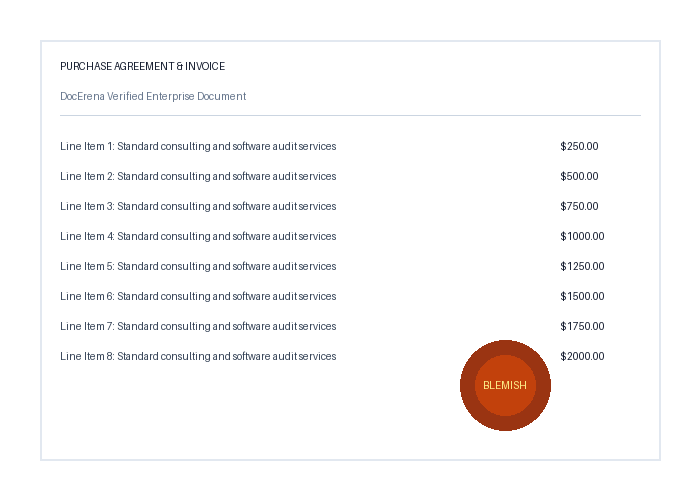 PURCHASE AGREEMENT & INVOICE
DocErena Verified Enterprise Document
Line Item 1: Standard consulting and software audit services $250.00
Line Item 2: Standard consulting and software audit services $500.00
Line Item 3: Standard consulting and software audit services $750.00
Line Item 4: Standard consulting and software audit services $1000.00
Line Item 5: Standard consulting and software audit services $1250.00
Line Item 6: Standard consulting and software audit services $1500.00
Line Item 7: Standard consulting and software audit services $1750.00
Line Item 8: Standard consulting and software audit services $2000.00
BLEMISH